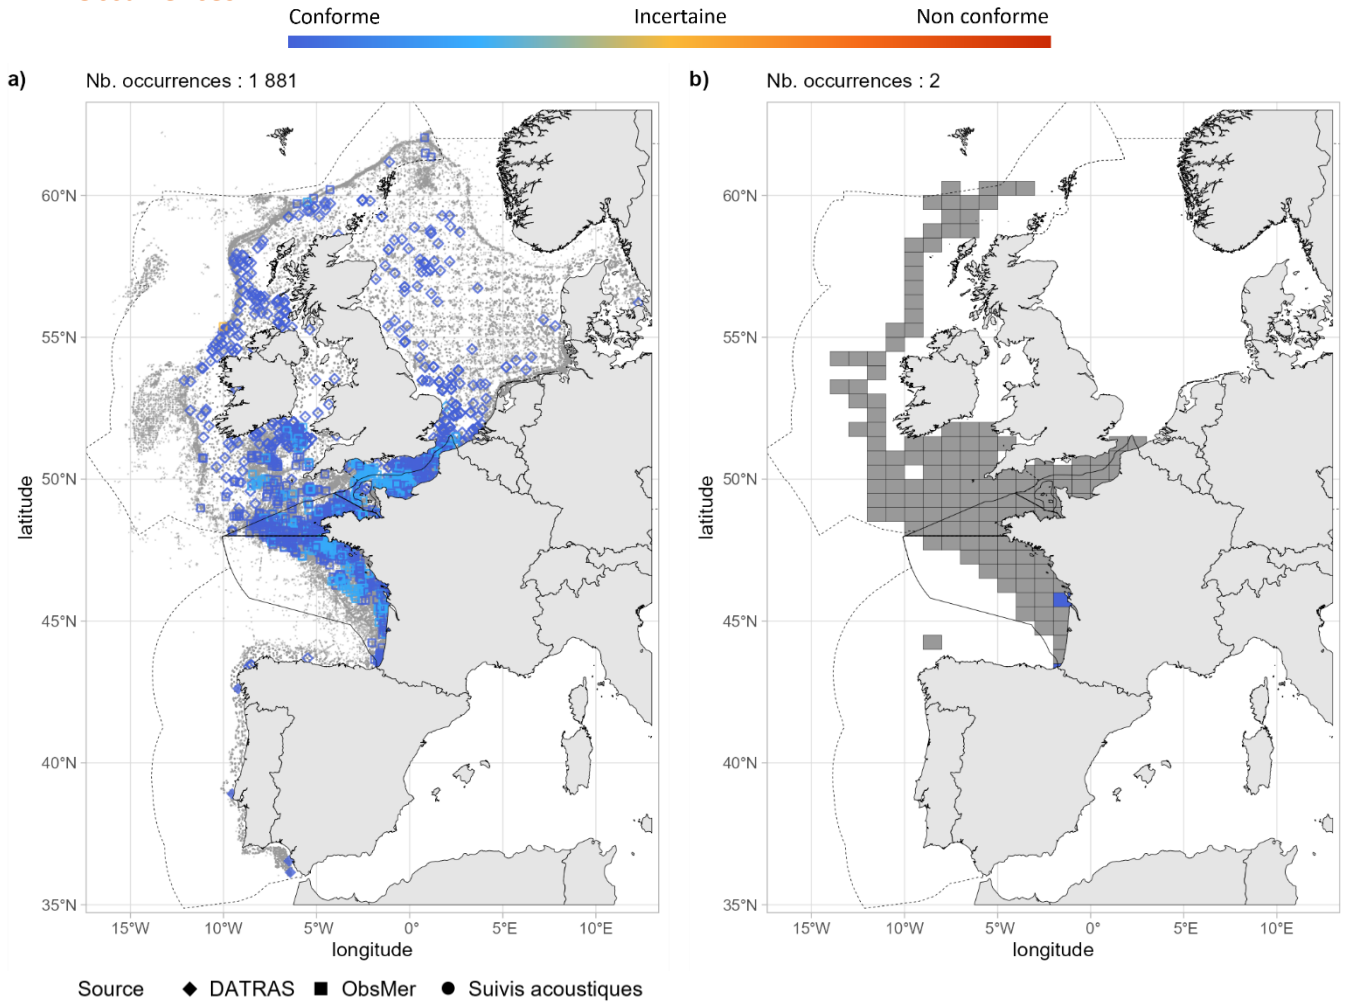 Conforme Incertaine Non conforme
a) Nb. occurrences : 1 881
b) Nb. occurrences : 2
60°N
55°N
50°N
45°N
40°N
35°N
latitude
15°W 10°W 5°W 0° 5°E 10°E
longitude
60°N
55°N
50°N
45°N
40°N
35°N
latitude
15°W 10°W 5°W 0° 5°E 10°E
longitude
Source DATRAS ObsMer Suivis acoustiques